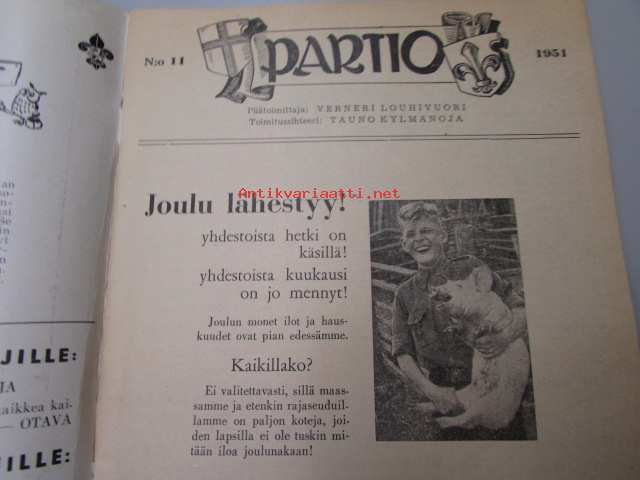 N:o 11
PARTIO
1951
Päätoimittaja: VERNERI LOUHIVUORI
Toimitussihteeri: TAUNO KYLMANOJA
Antikvariaatti.net
Joulu lähestyy!
yhdestoista hetki on
käsillä!
yhdestoista kuukausi
on jo mennyt!
Joulun monet ilot ja haus-
kuudet ovat pian edessämme.
Kaikillako?
Ei valitettavasti, sillä maas-
samme ja etenkin rajaseuduil-
lamme on paljon koteja, joi-
den lapsilla ei ole tuskin mi-
tään iloa joulunakaan!
JILLE:
JA
aikkea kai-
— OTAVA
ILLE: